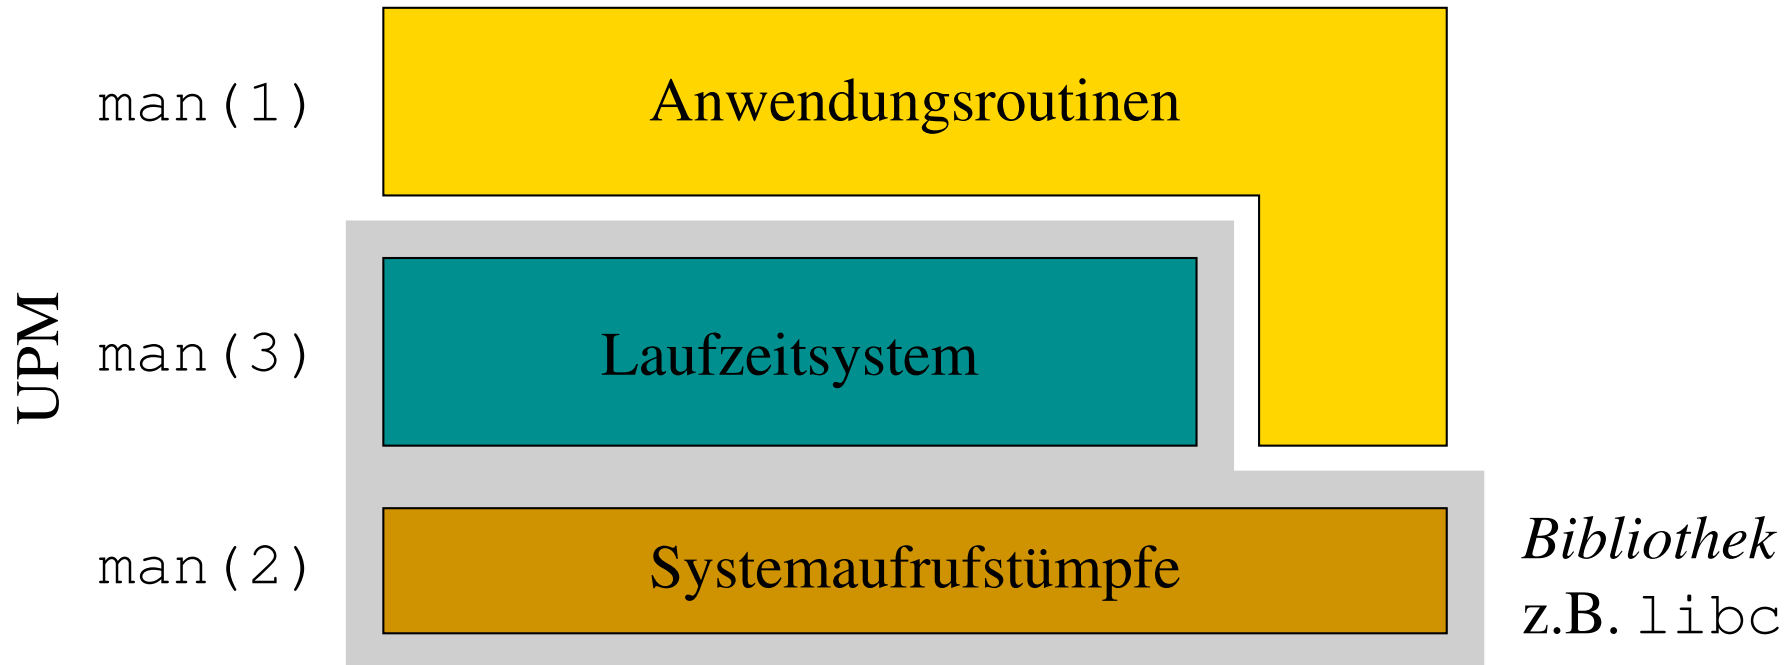 man(1)
Anwendungsroutinen
UPM
man(3)
Laufzeitsystem
man(2)
Systemaufrufstümpfe
Bibliothek
z.B. libc